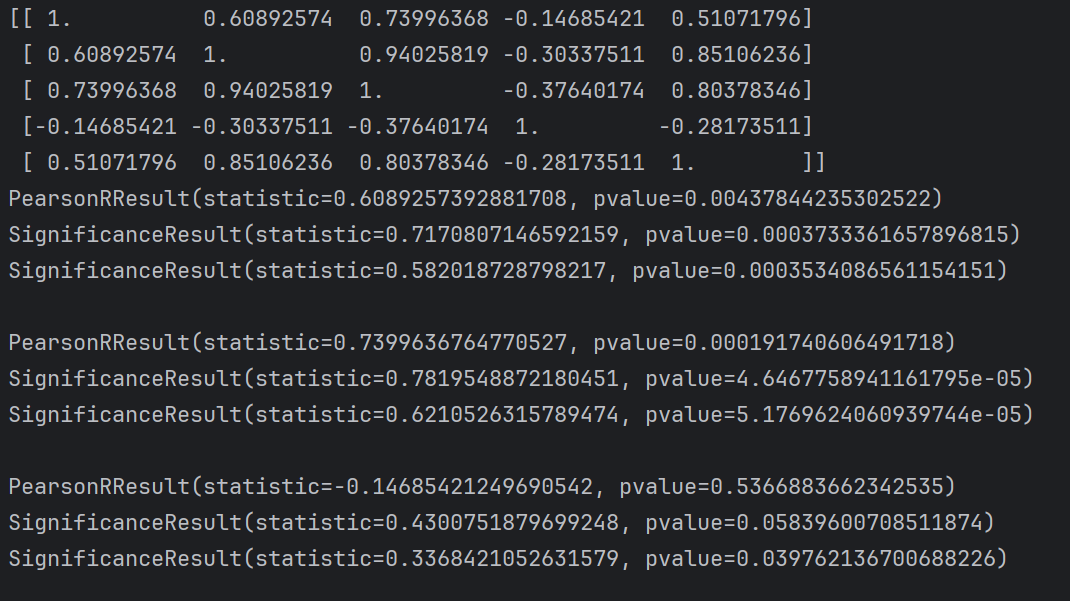 [[ 1.          0.60892574  0.73996368 -0.14685421  0.51071796]
 [ 0.60892574  1.          0.94025819 -0.30337511  0.85106236]
 [ 0.73996368  0.94025819  1.         -0.37640174  0.80378346]
 [-0.14685421 -0.30337511 -0.37640174  1.         -0.28173511]
 [ 0.51071796  0.85106236  0.80378346 -0.28173511  1.        ]]
PearsonRResult(statistic=0.6089257392881708, pvalue=0.00437844235302522)
SignificanceResult(statistic=0.7170807146592159, pvalue=0.0003733361657896815)
SignificanceResult(statistic=0.582018728798217, pvalue=0.0003534086561154151)

PearsonRResult(statistic=0.7399636764770527, pvalue=0.000191740606491718)
SignificanceResult(statistic=0.7819548872180451, pvalue=4.6467758941161795e-05)
SignificanceResult(statistic=0.6210526315789474, pvalue=5.1769624060939744e-05)

PearsonRResult(statistic=-0.14685421249690542, pvalue=0.5366883662342535)
SignificanceResult(statistic=0.4300751879699248, pvalue=0.05839600708511874)
SignificanceResult(statistic=0.3368421052631579, pvalue=0.039762136700688226)